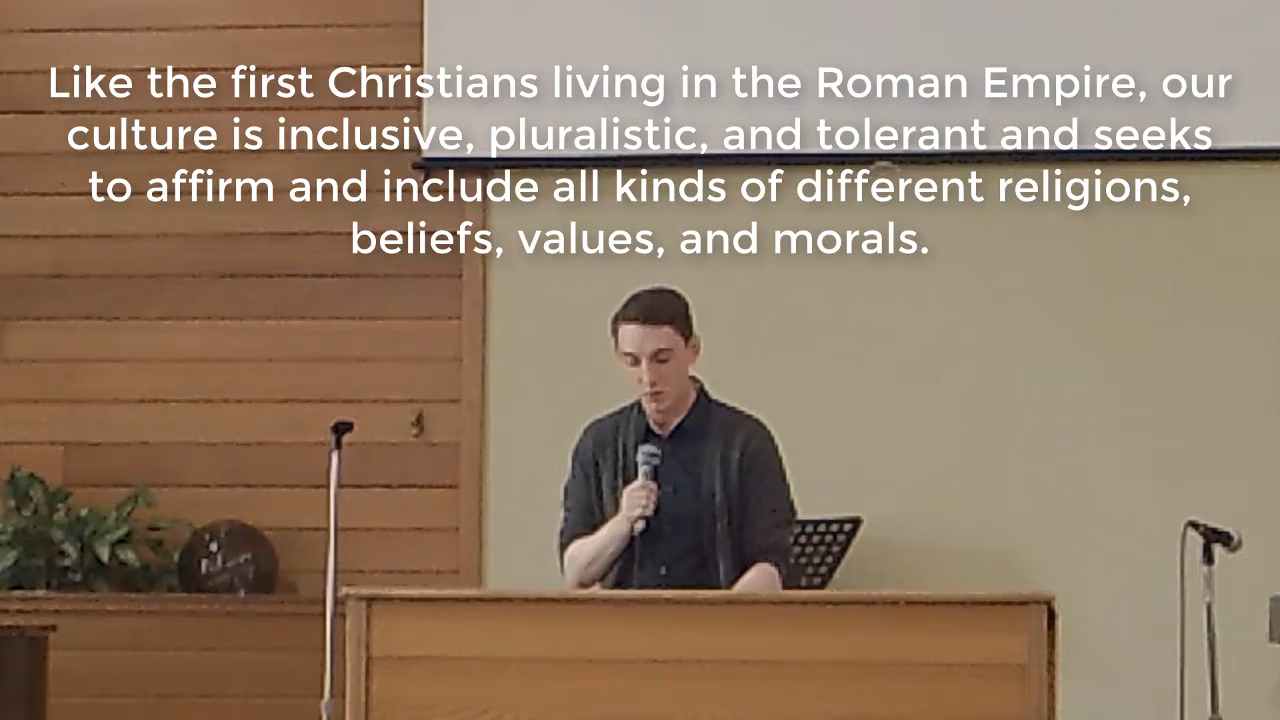 Like the first Christians living in the Roman Empire, our
culture is inclusive, pluralistic, and tolerant and seeks
to affirm and include all kinds of different religions,
beliefs, values, and morals.